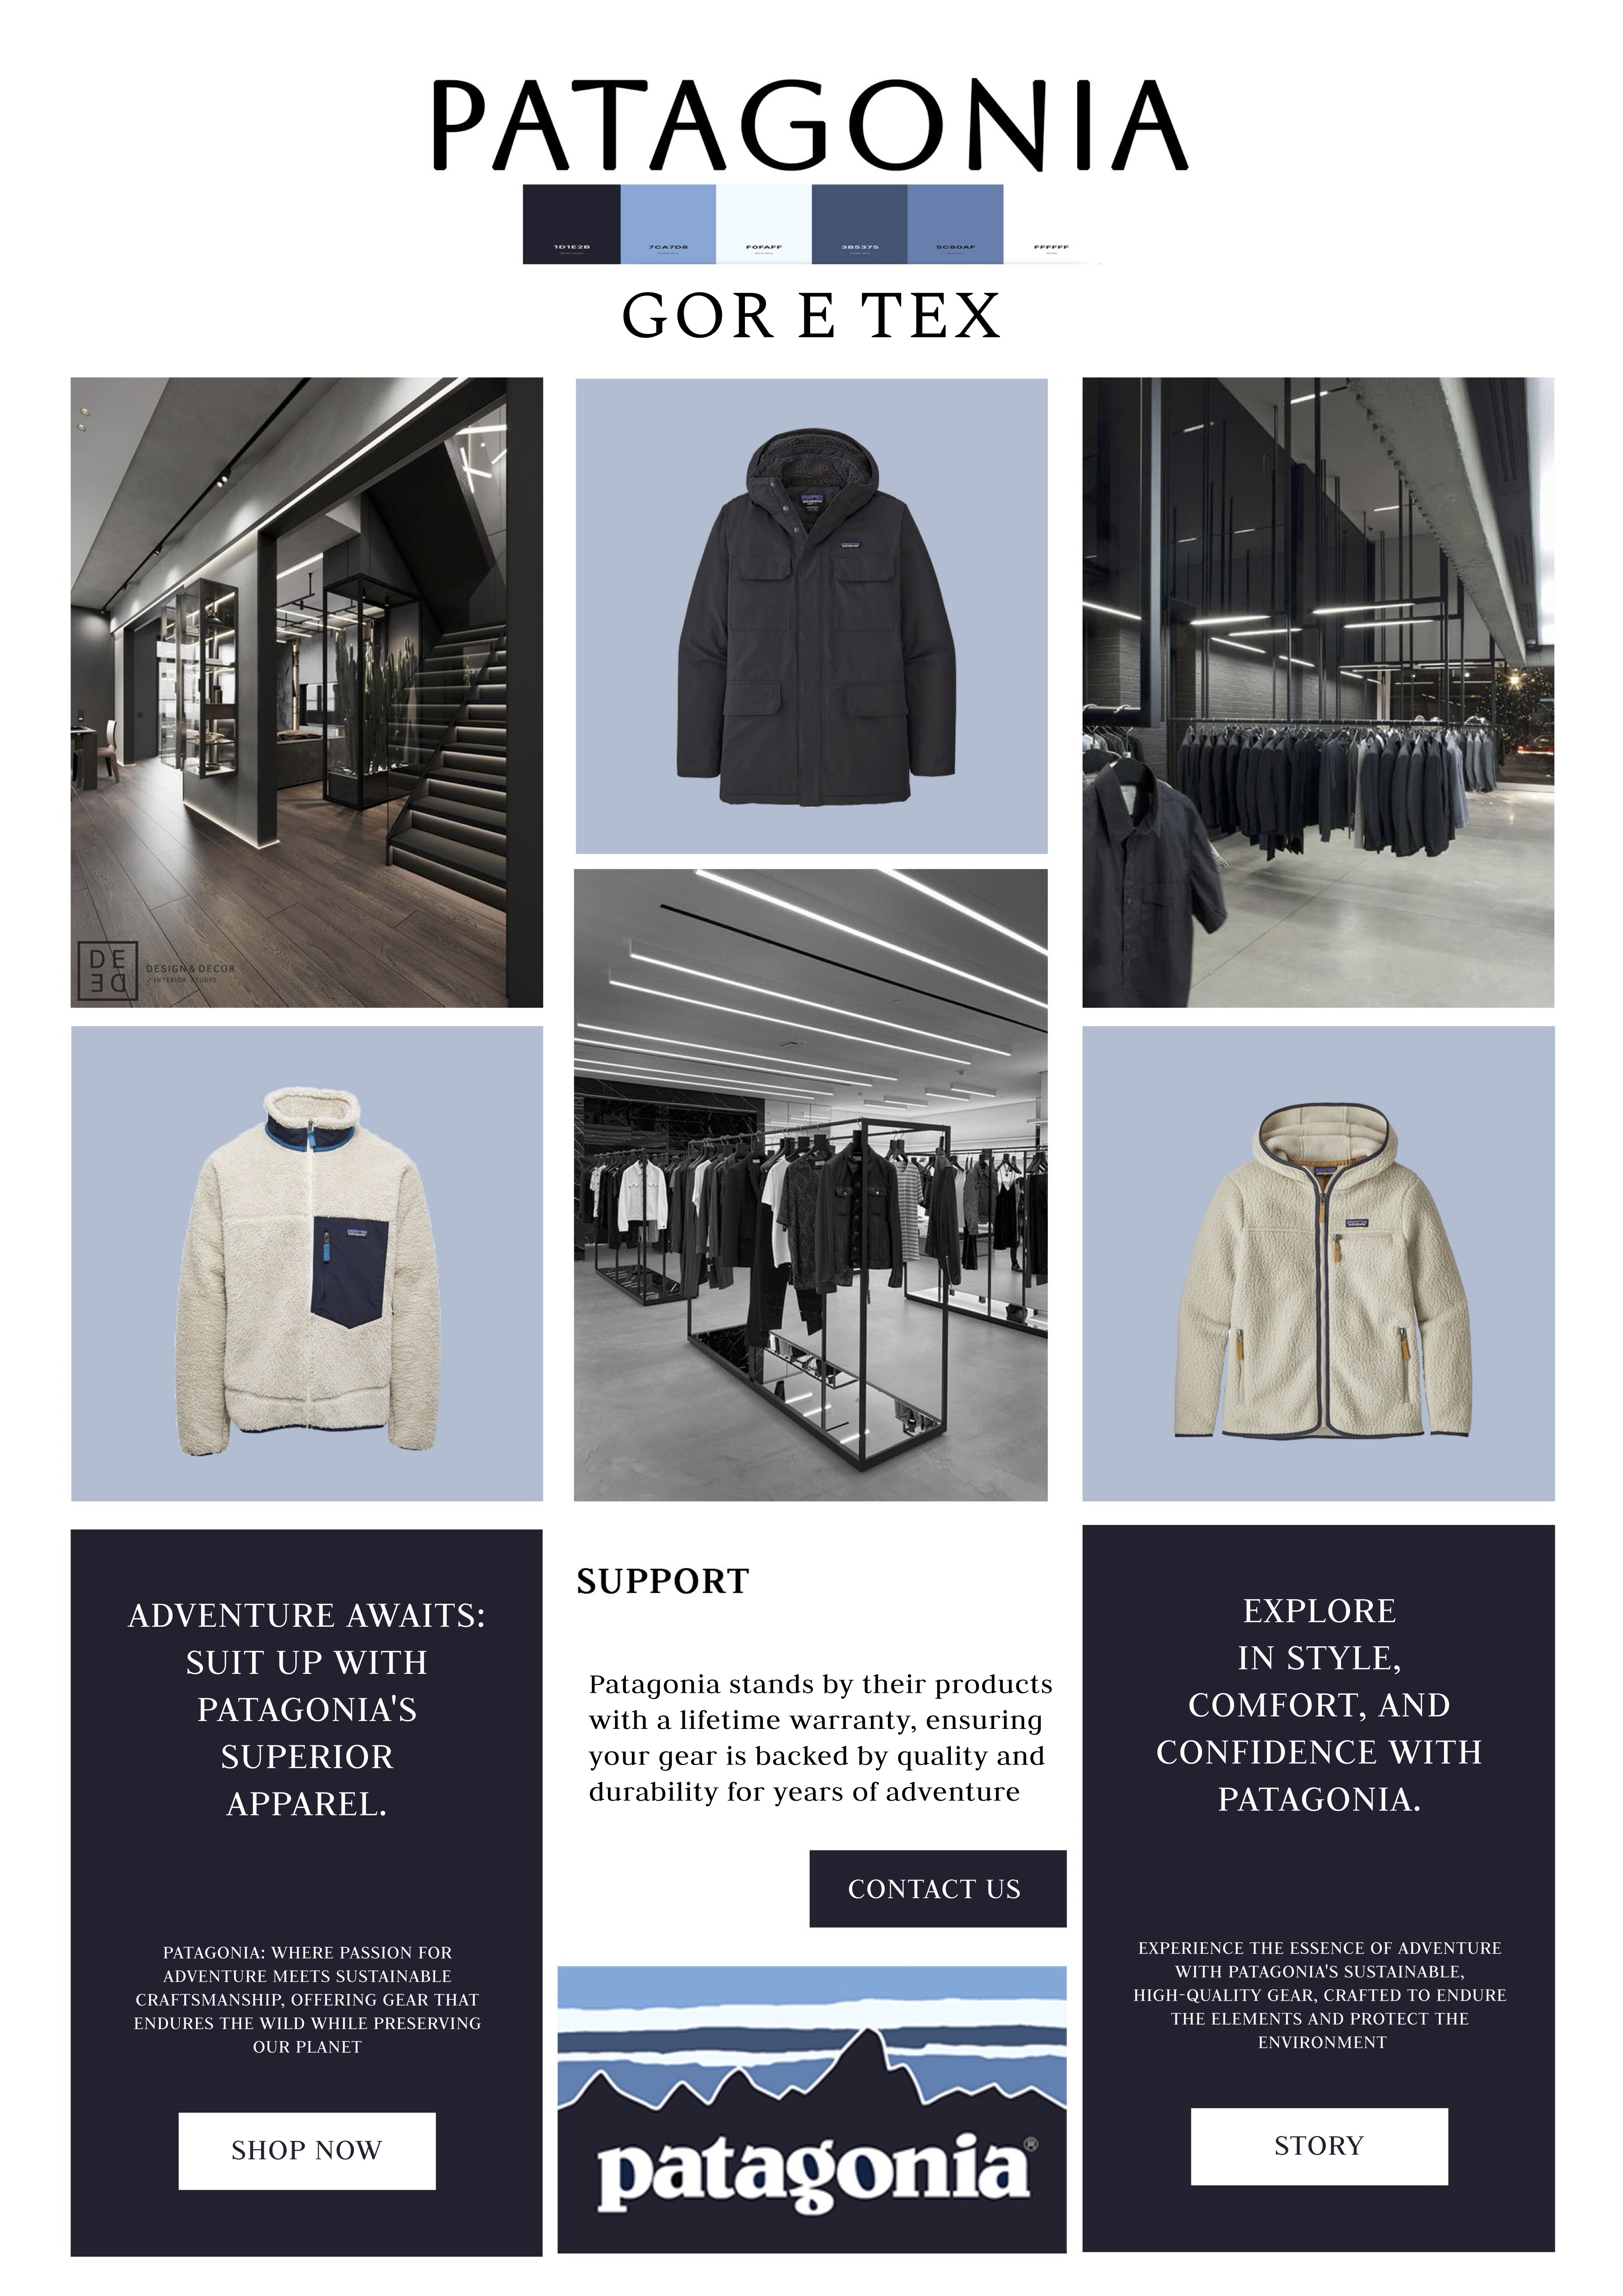 PATAGONIA
1D1E2B
7CA7D8
F0FAFF
3B5375
5C80AF
FFFFFF
GOR E TEX
DE
DE
DESIGN & DECOR
INTERIOR STUDIO
SUPPORT
ADVENTURE AWAITS:
SUIT UP WITH
PATAGONIA'S
SUPERIOR
APPAREL.
PATAGONIA: WHERE PASSION FOR
ADVENTURE MEETS SUSTAINABLE
CRAFTSMANSHIP, OFFERING GEAR THAT
ENDURES THE WILD WHILE PRESERVING
OUR PLANET
SHOP NOW
Patagonia stands by their products
with a lifetime warranty, ensuring
your gear is backed by quality and
durability for years of adventure
CONTACT US
patagonia®
EXPLORE
IN STYLE,
COMFORT, AND
CONFIDENCE WITH
PATAGONIA.
EXPERIENCE THE ESSENCE OF ADVENTURE
WITH PATAGONIA'S SUSTAINABLE,
HIGH-QUALITY GEAR, CRAFTED TO ENDURE
THE ELEMENTS AND PROTECT THE
ENVIRONMENT
STORY